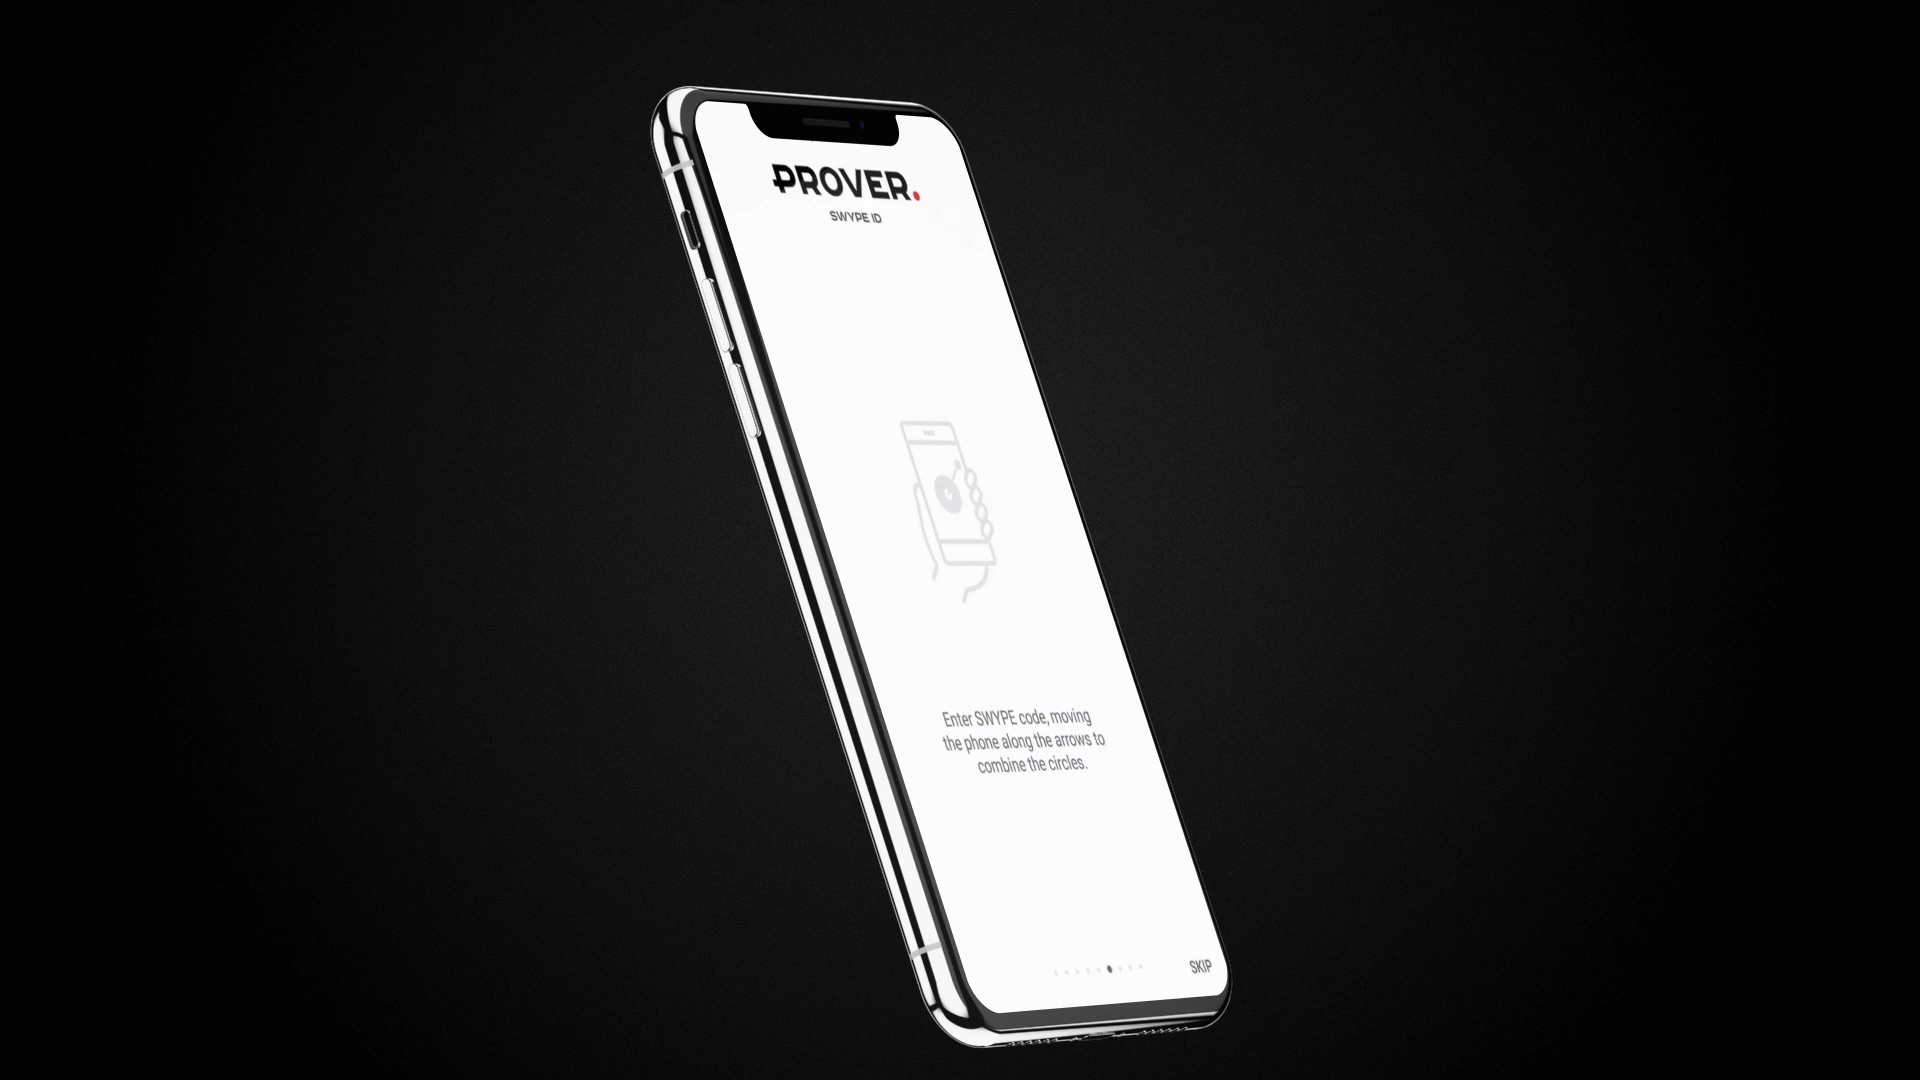 PROVER.
SWYPE ID
Enter SWYPE code, moving
the phone along the arrows to
combine the circles.
SKIP